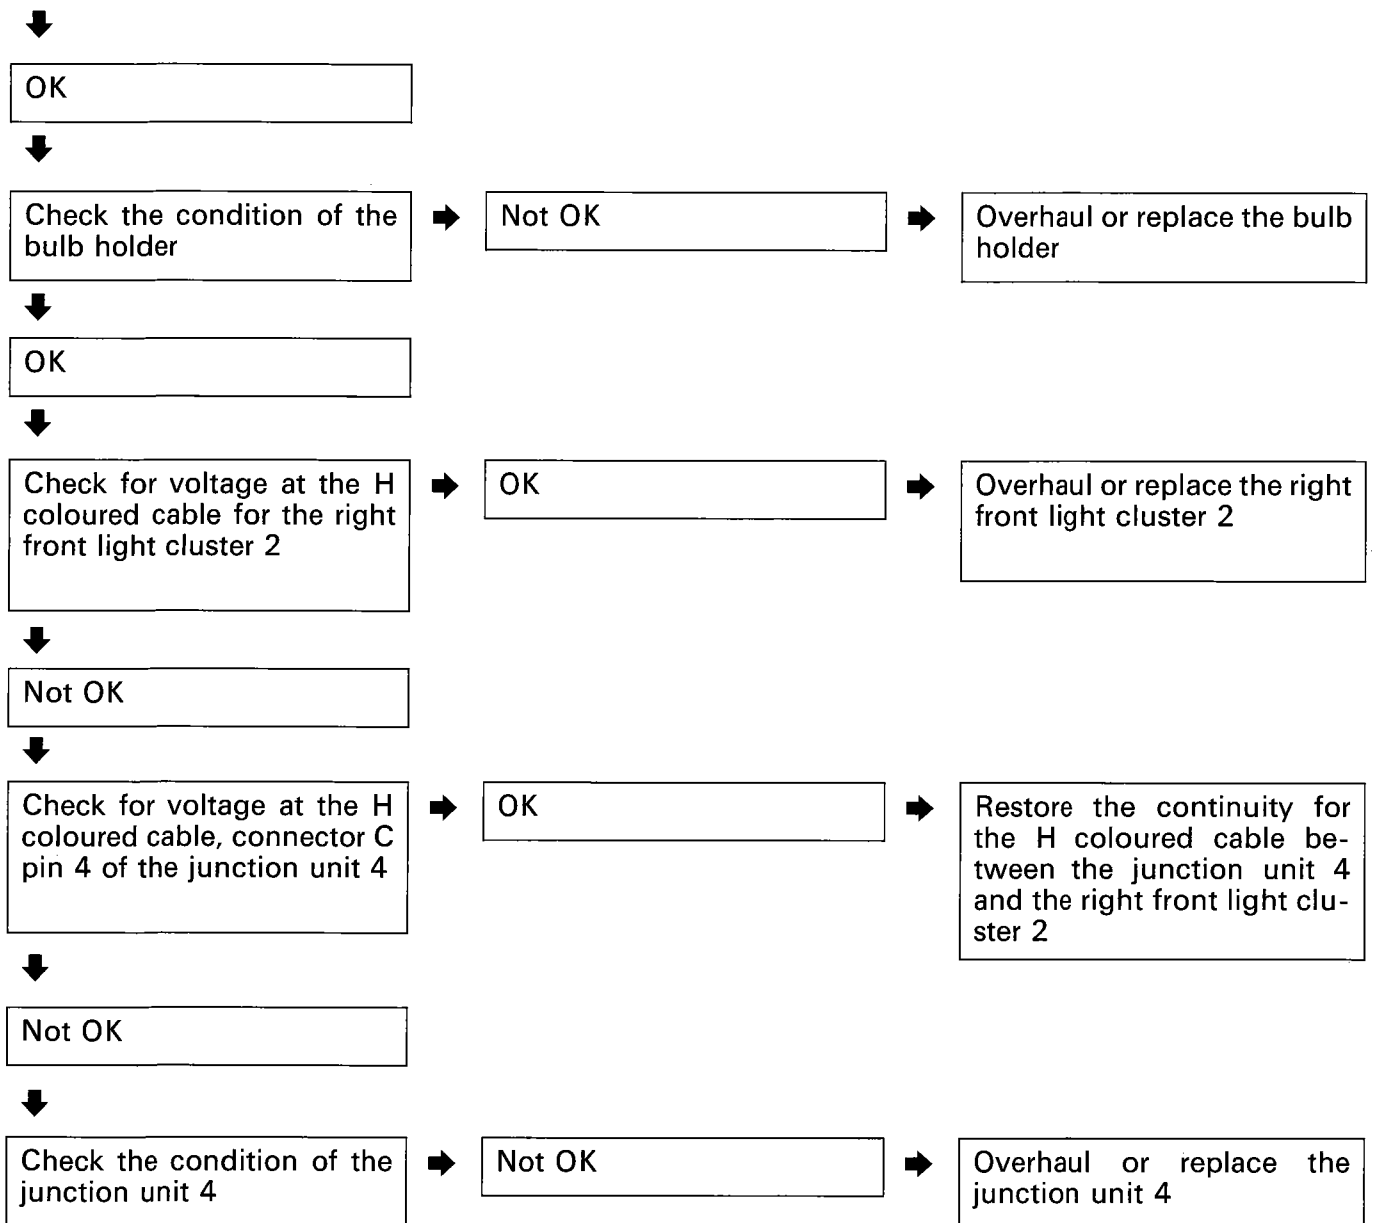 OK
Check the condition of the
bulb holder
Not OK
Overhaul or replace the bulb
holder
OK
Check for voltage at the H
coloured cable for the right
front light cluster 2
OK
Overhaul or replace the right
front light cluster 2
Not OK
Check for voltage at the H
coloured cable, connector C
pin 4 of the junction unit 4
OK
Restore the continuity for
the H coloured cable be-
tween the junction unit 4
and the right front light clu-
ster 2
Not OK
Check the condition of the
junction unit 4
Not OK
Overhaul or replace the
junction unit 4